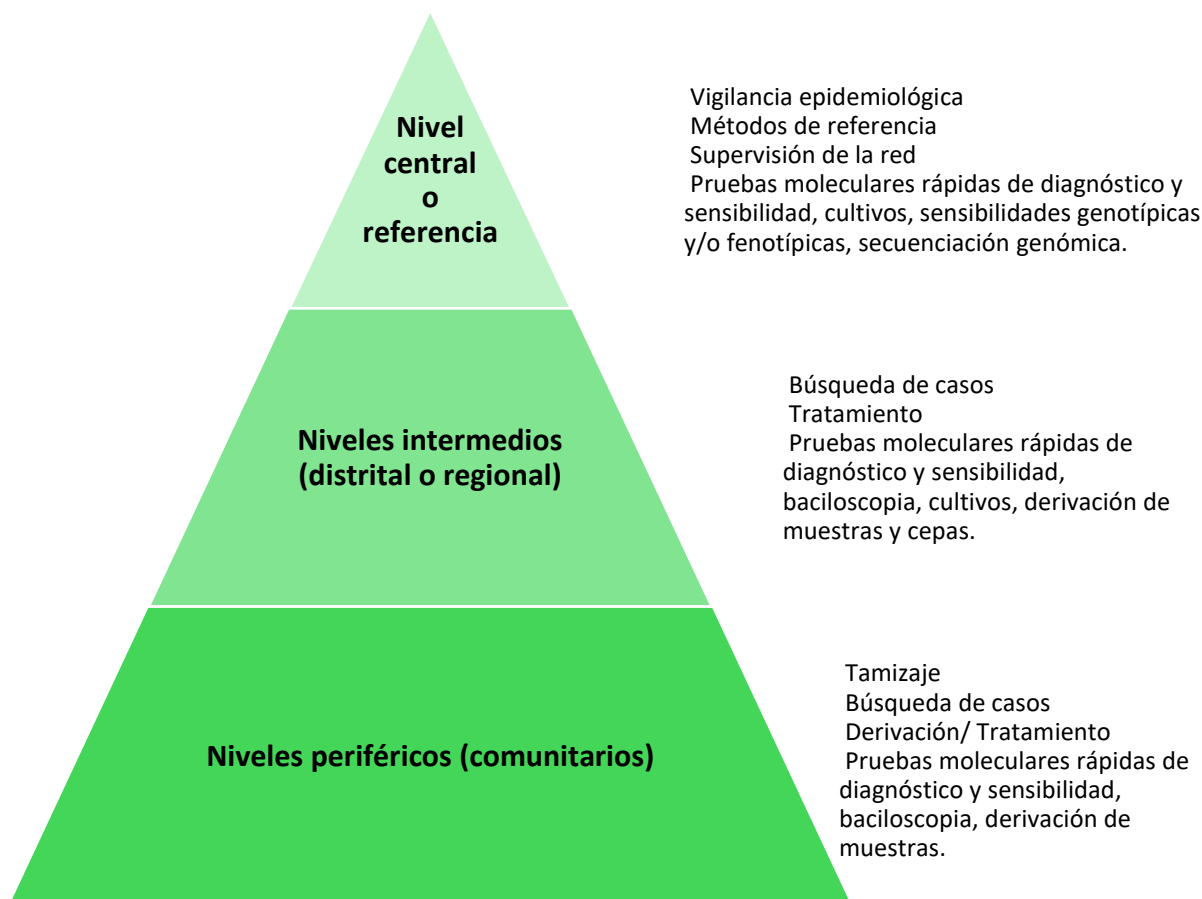 Nivel
central
o
referencia
Vigilancia epidemiológica
Métodos de referencia
Supervisión de la red
Pruebas moleculares rápidas de diagnóstico y
sensibilidad, cultivos, sensibilidades genotípicas
y/o fenotípicas, secuenciación genómica.
Niveles intermedios
(distrital o regional)
Búsqueda de casos
Tratamiento
Pruebas moleculares rápidas de
diagnóstico y sensibilidad,
baciloscopia, cultivos, derivación de
muestras y cepas.
Niveles periféricos (comunitarios)
Tamizaje
Búsqueda de casos
Derivación/ Tratamiento
Pruebas moleculares rápidas de
diagnóstico y sensibilidad,
baciloscopia, derivación de
muestras.